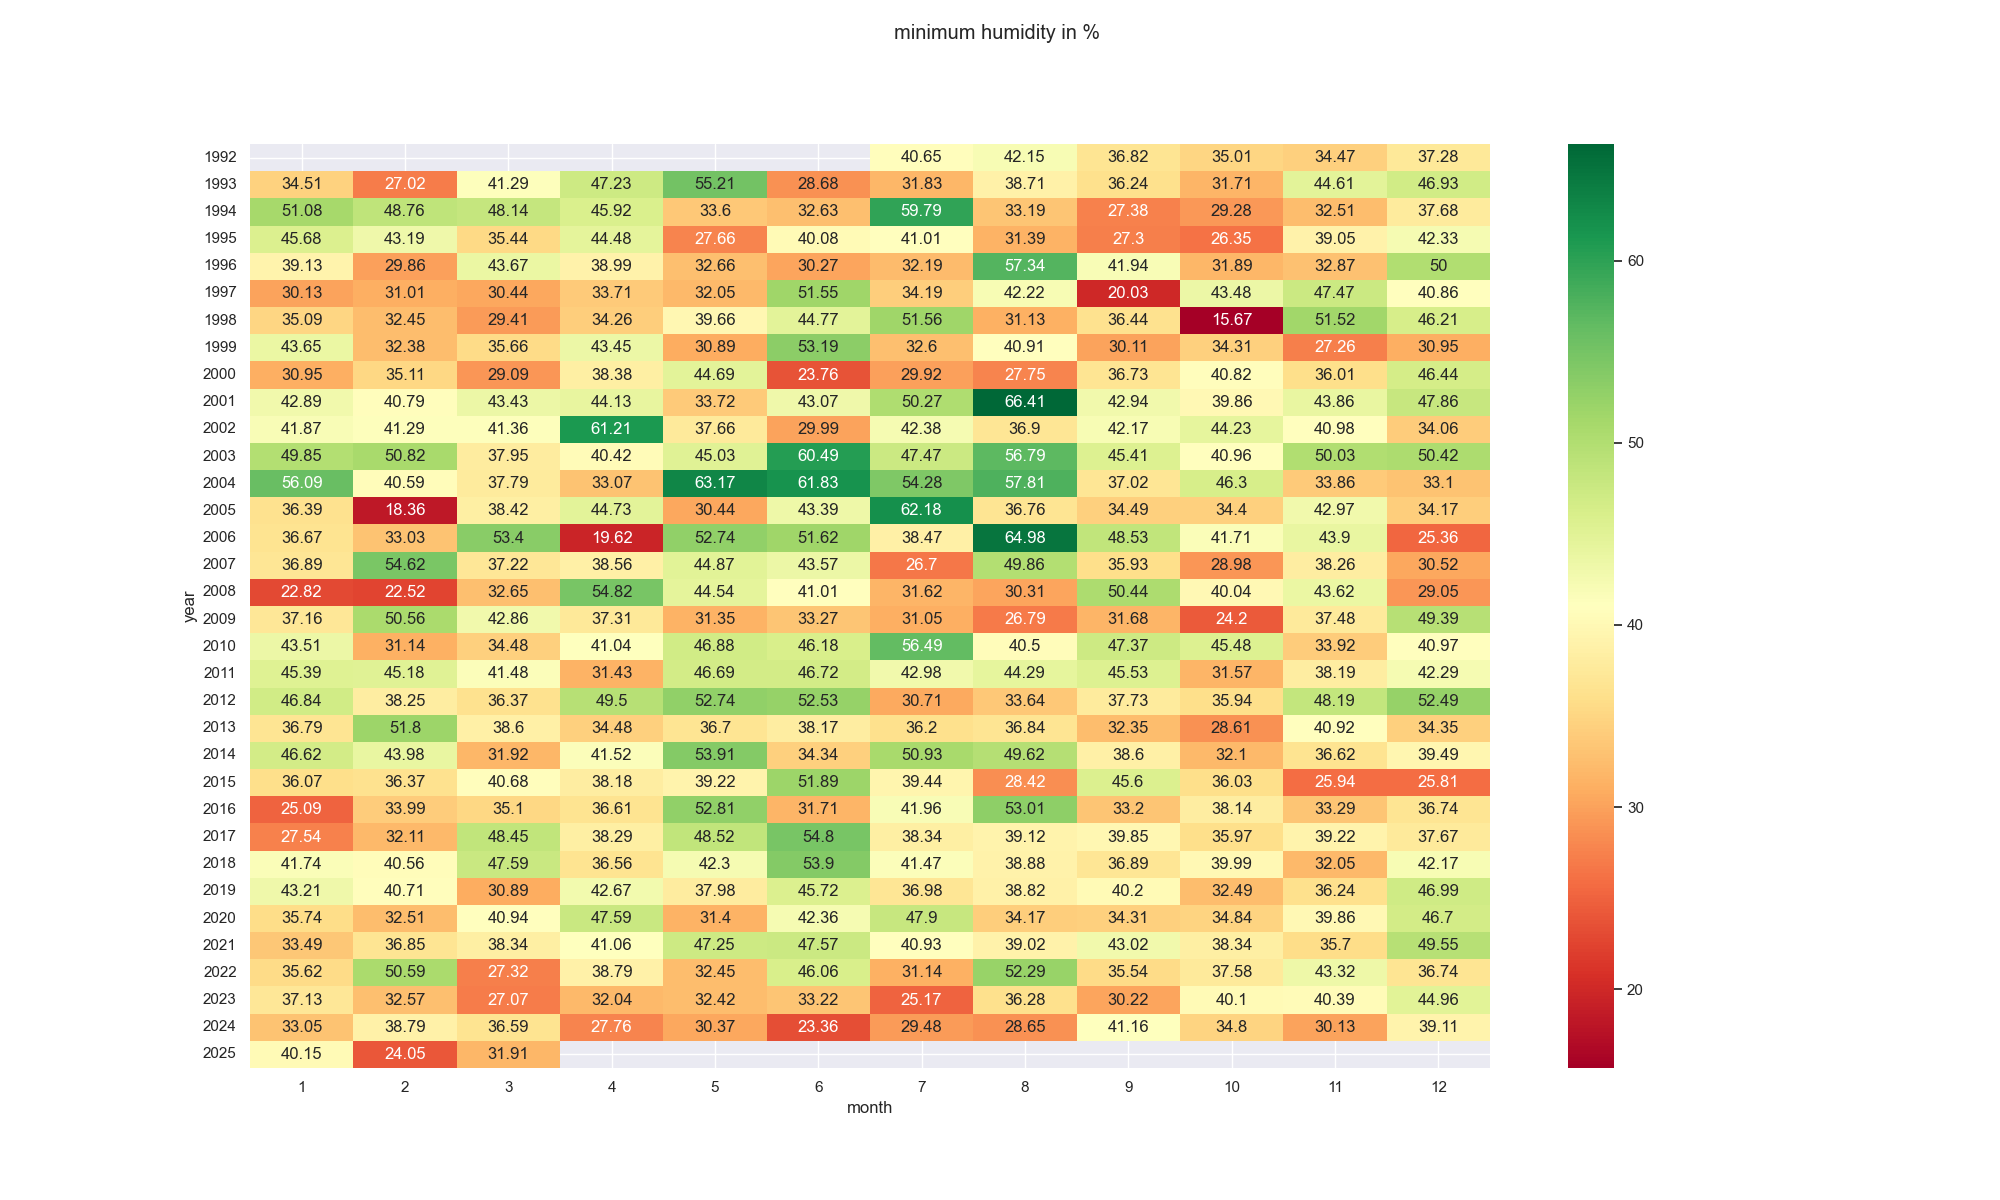 minimum humidity in %
1992 40.65 42.15 36.82 35.01 34.47 37.28
1993 34.51 27.02 41.29 47.23 55.21 28.68 31.83 38.71 36.24 31.71 44.61 46.93
1994 51.08 48.76 48.14 45.92 33.6 32.63 59.79 33.19 27.38 29.28 32.51 37.68
1995 45.68 43.19 35.44 44.48 27.66 40.08 41.01 31.39 27.3 26.35 39.05 42.33
1996 39.13 29.86 43.67 38.99 32.66 30.27 32.19 57.34 41.94 31.89 32.87 50
60
1997 30.13 31.01 30.44 33.71 32.05 51.55 34.19 42.22 20.03 43.48 47.47 40.86
1998 35.09 32.45 29.41 34.26 39.66 44.77 51.56 31.13 36.44 15.67 51.52 46.21
1999 43.65 32.38 35.66 43.45 30.89 53.19 32.6 40.91 30.11 34.31 27.26 30.95
2000 30.95 35.11 29.09 38.38 44.69 23.76 29.92 27.75 36.73 40.82 36.01 46.44
2001 42.89 40.79 43.43 44.13 33.72 43.07 50.27 66.41 42.94 39.86 43.86 47.86
2002 41.87 41.29 41.36 61.21 37.66 29.99 42.38 36.9 42.17 44.23 40.98 34.06
50
2003 49.85 50.82 37.95 40.42 45.03 60.49 47.47 56.79 45.41 40.96 50.03 50.42
2004 56.09 40.59 37.79 33.07 63.17 61.83 54.28 57.81 37.02 46.3 33.86 33.1
2005 36.39 18.36 38.42 44.73 30.44 43.39 62.18 36.76 34.49 34.4 42.97 34.17
2006 36.67 33.03 53.4 19.62 52.74 51.62 38.47 64.98 48.53 41.71 43.9 25.36
2007 36.89 54.62 37.22 38.56 44.87 43.57 26.7 49.86 35.93 28.98 38.26 30.52
2008 22.82 22.52 32.65 54.82 44.54 41.01 31.62 30.31 50.44 40.04 43.62 29.05
year
2009 37.16 50.56 42.86 37.31 31.35 33.27 31.05 26.79 31.68 24.2 37.48 49.39
40
2010 43.51 31.14 34.48 41.04 46.88 46.18 56.49 40.5 47.37 45.48 33.92 40.97
2011 45.39 45.18 41.48 31.43 46.69 46.72 42.98 44.29 45.53 31.57 38.19 42.29
2012 46.84 38.25 36.37 49.5 52.74 52.53 30.71 33.64 37.73 35.94 48.19 52.49
2013 36.79 51.8 38.6 34.48 36.7 38.17 36.2 36.84 32.35 28.61 40.92 34.35
2014 46.62 43.98 31.92 41.52 53.91 34.34 50.93 49.62 38.6 32.1 36.62 39.49
2015 36.07 36.37 40.68 38.18 39.22 51.89 39.44 28.42 45.6 36.03 25.94 25.81
2016 25.09 33.99 35.1 36.61 52.81 31.71 41.96 53.01 33.2 38.14 33.29 36.74
30
2017 27.54 32.11 48.45 38.29 48.52 54.8 38.34 39.12 39.85 35.97 39.22 37.67
2018 41.74 40.56 47.59 36.56 42.3 53.9 41.47 38.88 36.89 39.99 32.05 42.17
2019 43.21 40.71 30.89 42.67 37.98 45.72 36.98 38.82 40.2 32.49 36.24 46.99
2020 35.74 32.51 40.94 47.59 31.4 42.36 47.9 34.17 34.31 34.84 39.86 46.7
2021 33.49 36.85 38.34 41.06 47.25 47.57 40.93 39.02 43.02 38.34 35.7 49.55
2022 35.62 50.59 27.32 38.79 32.45 46.06 31.14 52.29 35.54 37.58 43.32 36.74
20
2023 37.13 32.57 27.07 32.04 32.42 33.22 25.17 36.28 30.22 40.1 40.39 44.96
2024 33.05 38.79 36.59 27.76 30.37 23.36 29.48 28.65 41.16 34.8 30.13 39.11
2025 40.15 24.05 31.91
1 2 3 4 5 6 7 8 9 10 11 12
month